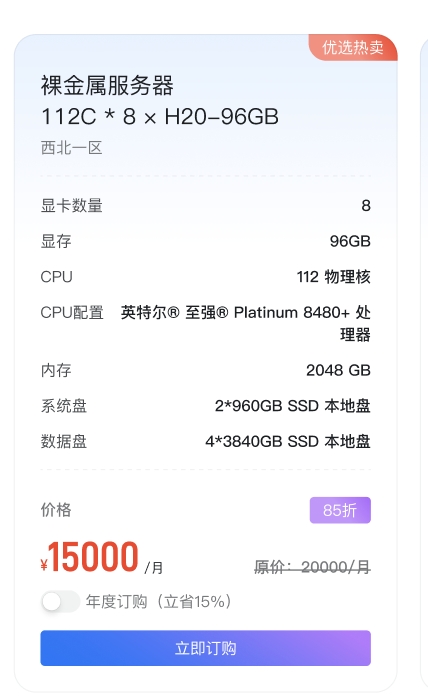 优选热卖
裸金属服务器
112C * 8 × H20-96GB
西北一区
显卡数量 8
显存 96GB
CPU 112 物理核
CPU配置 英特尔® 至强® Platinum 8480+ 处
理器
内存 2048 GB
系统盘 2*960GB SSD 本地盘
数据盘 4*3840GB SSD 本地盘
价格 85折
¥15000 /月 原价：20000/月
年度订购（立省15%）
立即订购